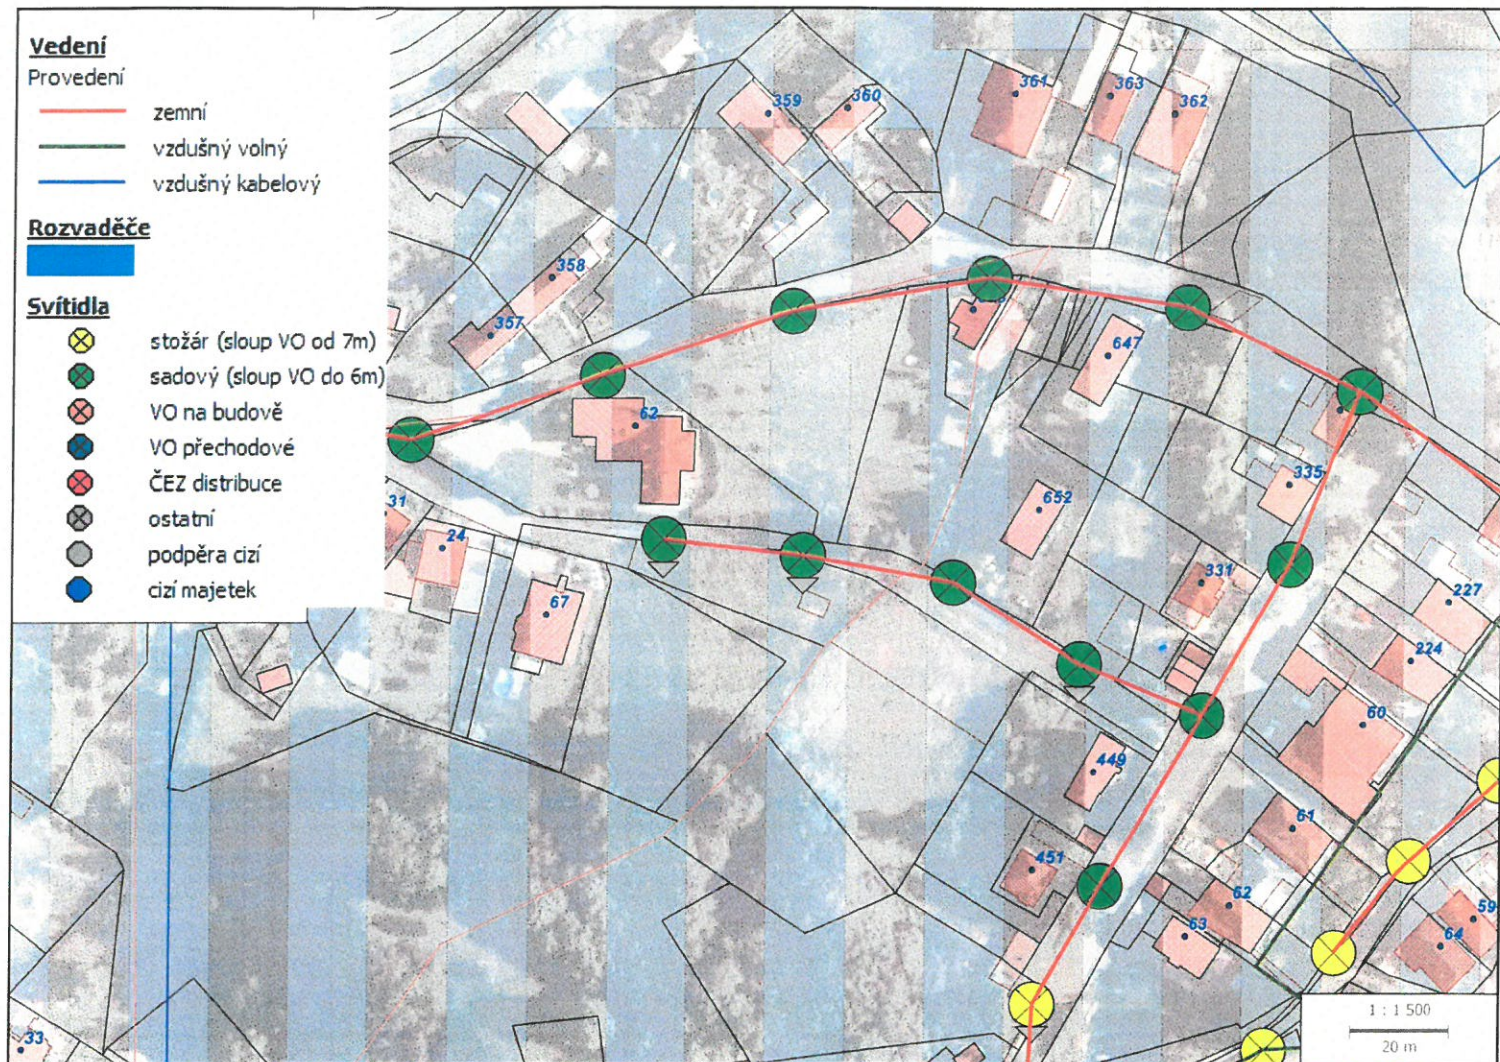 Vedení
Provedení
zemní
vzdušný volný
vzdušný kabelový
Rozvaděče
Svítidla
stožár (sloup VO od 7m)
sadový (sloup VO do 6m)
VO na budově
VO přechodové
ČEZ distribuce
ostatní
podpěra cizí
cizí majetek
359
360
361
363
362
358
357
647
62
335
652
31
24
67
331
227
224
60
449
61
451
62
63
59
64
33
1 : 1 500
20 m